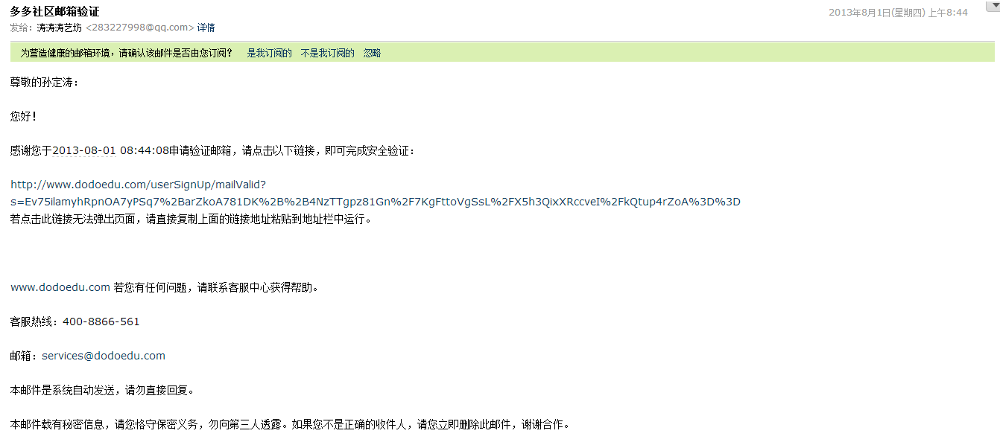 多多社区邮箱验证
2013年8月1日(星期四) 上午8:44
发给：涛涛涛艺坊 <283227998@qq.com> 详情
为营造健康的邮箱环境，请确认该邮件是否由您订阅？ 是我订阅的 不是我订阅的 忽略
尊敬的孙定涛：
您好！
感谢您于2013-08-01 08:44:08申请验证邮箱，请点击以下链接，即可完成安全验证：
http://www.dodoedu.com/userSignUp/mailValid?
s=Ev75ilamyhRpnOA7yPSq7%2BarZkoA781DK%2B%2B4NzTTgpz81Gn%2F7KgFttoVgSsL%2FX5h3QixXRccveI%2FkQtup4rZoA%3D%3D
若点击此链接无法弹出页面，请直接复制上面的链接地址粘贴到地址栏中运行。
www.dodoedu.com 若您有任何问题，请联系客服中心获得帮助。
客服热线：400-8866-561
邮箱：services@dodoedu.com
本邮件是系统自动发送，请勿直接回复。
本邮件载有秘密信息，请您恪守保密义务，勿向第三人透露。如果您不是正确的收件人，请您立即删除此邮件，谢谢合作。